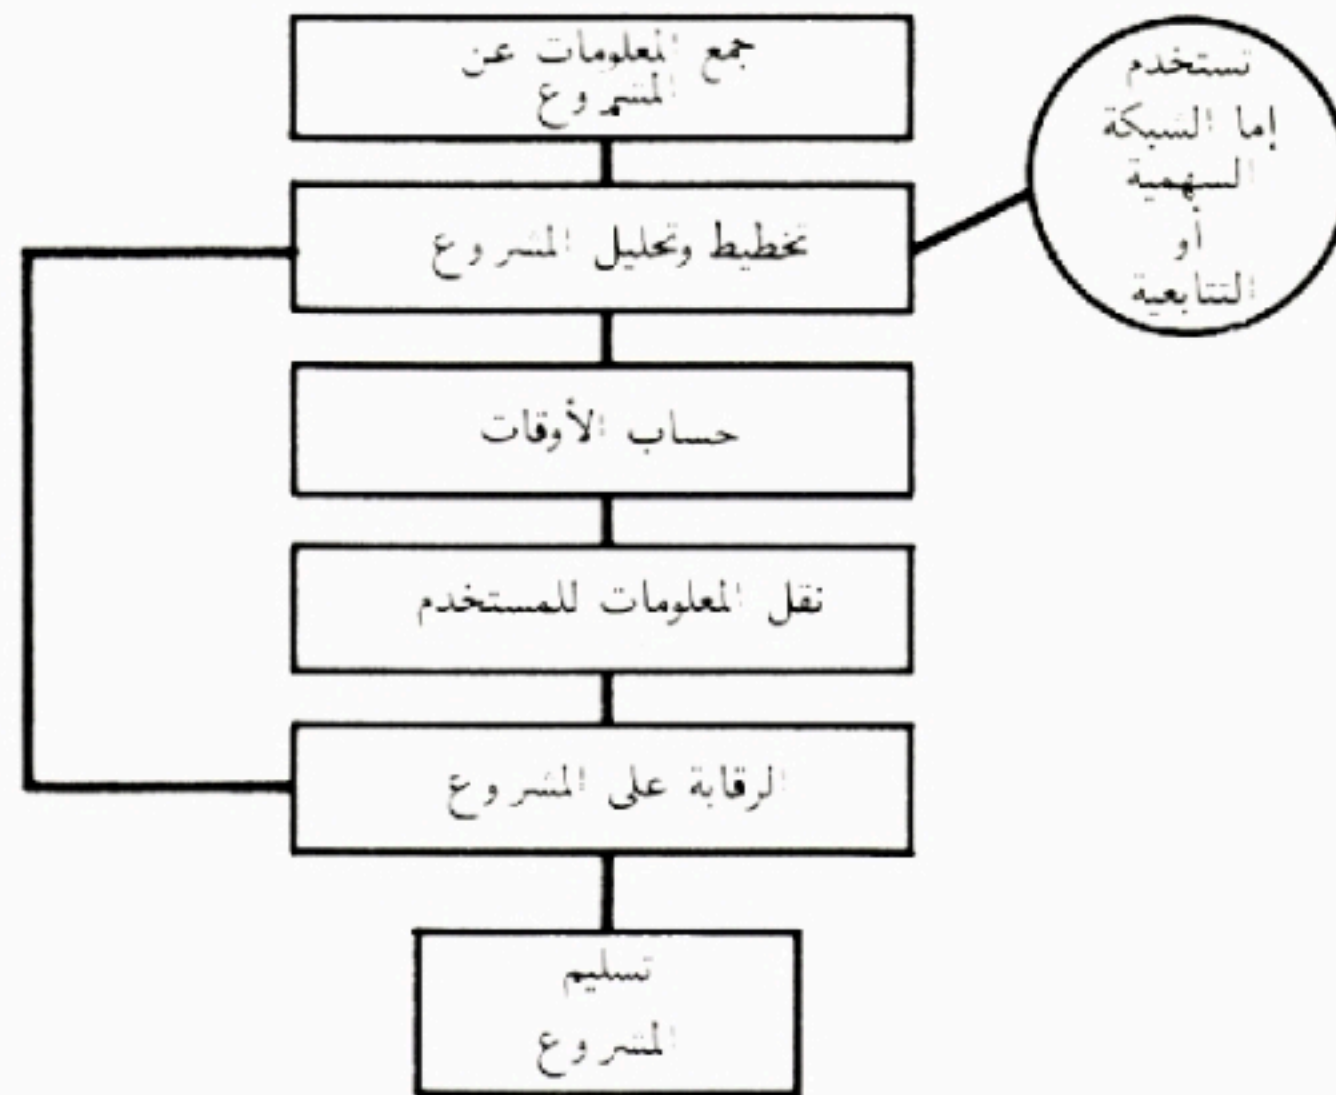 جمع المعلومات عن
المشروع
تستخدم
إما الشبكة
السهمية
أو
التتابعية
تخطيط وتحليل المشروع
حساب الأوقات
نقل المعلومات للمستخدم
الرقابة على المشروع
تسليم
المشروع